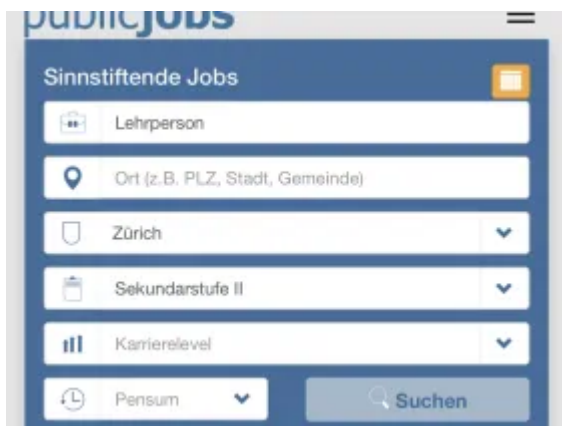 publicjobs
Sinnstiftende Jobs
Lehrperson
Ort (z.B. PLZ, Stadt, Gemeinde)
Zürich
Sekundarstufe II
Karrierelevel
Pensum
Suchen